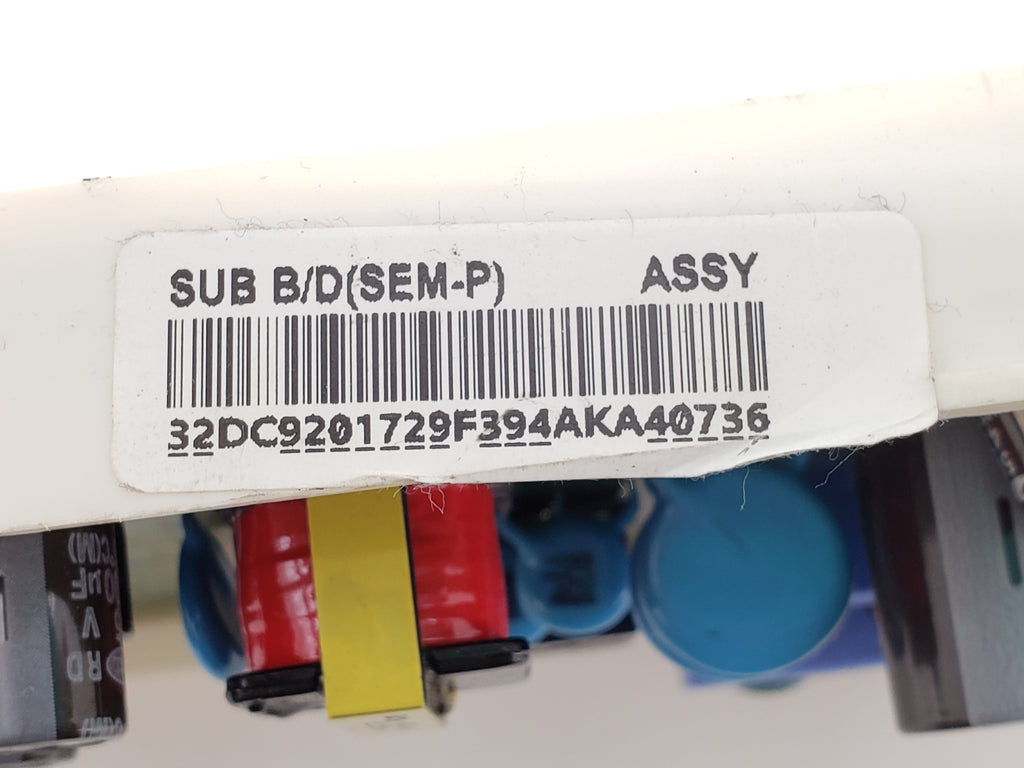 SUB B/D(SEM-P) ASSY
32DC9201729F394AKA40736